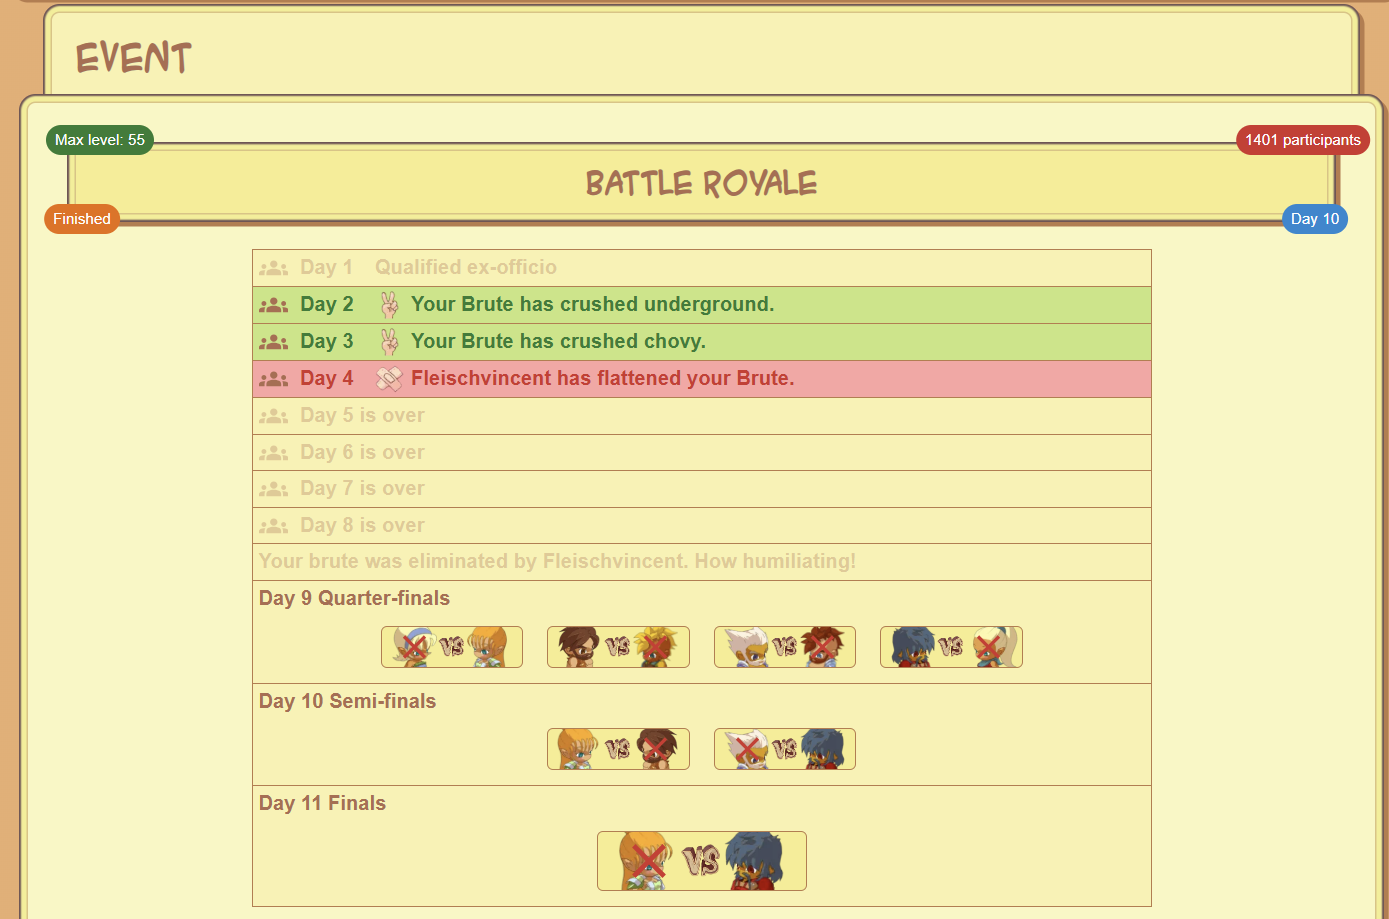 EVENT
Max level: 55
1401 participants
BATTLE ROYALE
Finished
Day 10
Day 1 Qualified ex-officio
Day 2 Your Brute has crushed underground.
Day 3 Your Brute has crushed chovy.
Day 4 Fleischvincent has flattened your Brute.
Day 5 is over
Day 6 is over
Day 7 is over
Day 8 is over
Your brute was eliminated by Fleischvincent. How humiliating!
Day 9 Quarter-finals
VS VS VS VS
Day 10 Semi-finals
VS VS
Day 11 Finals
VS